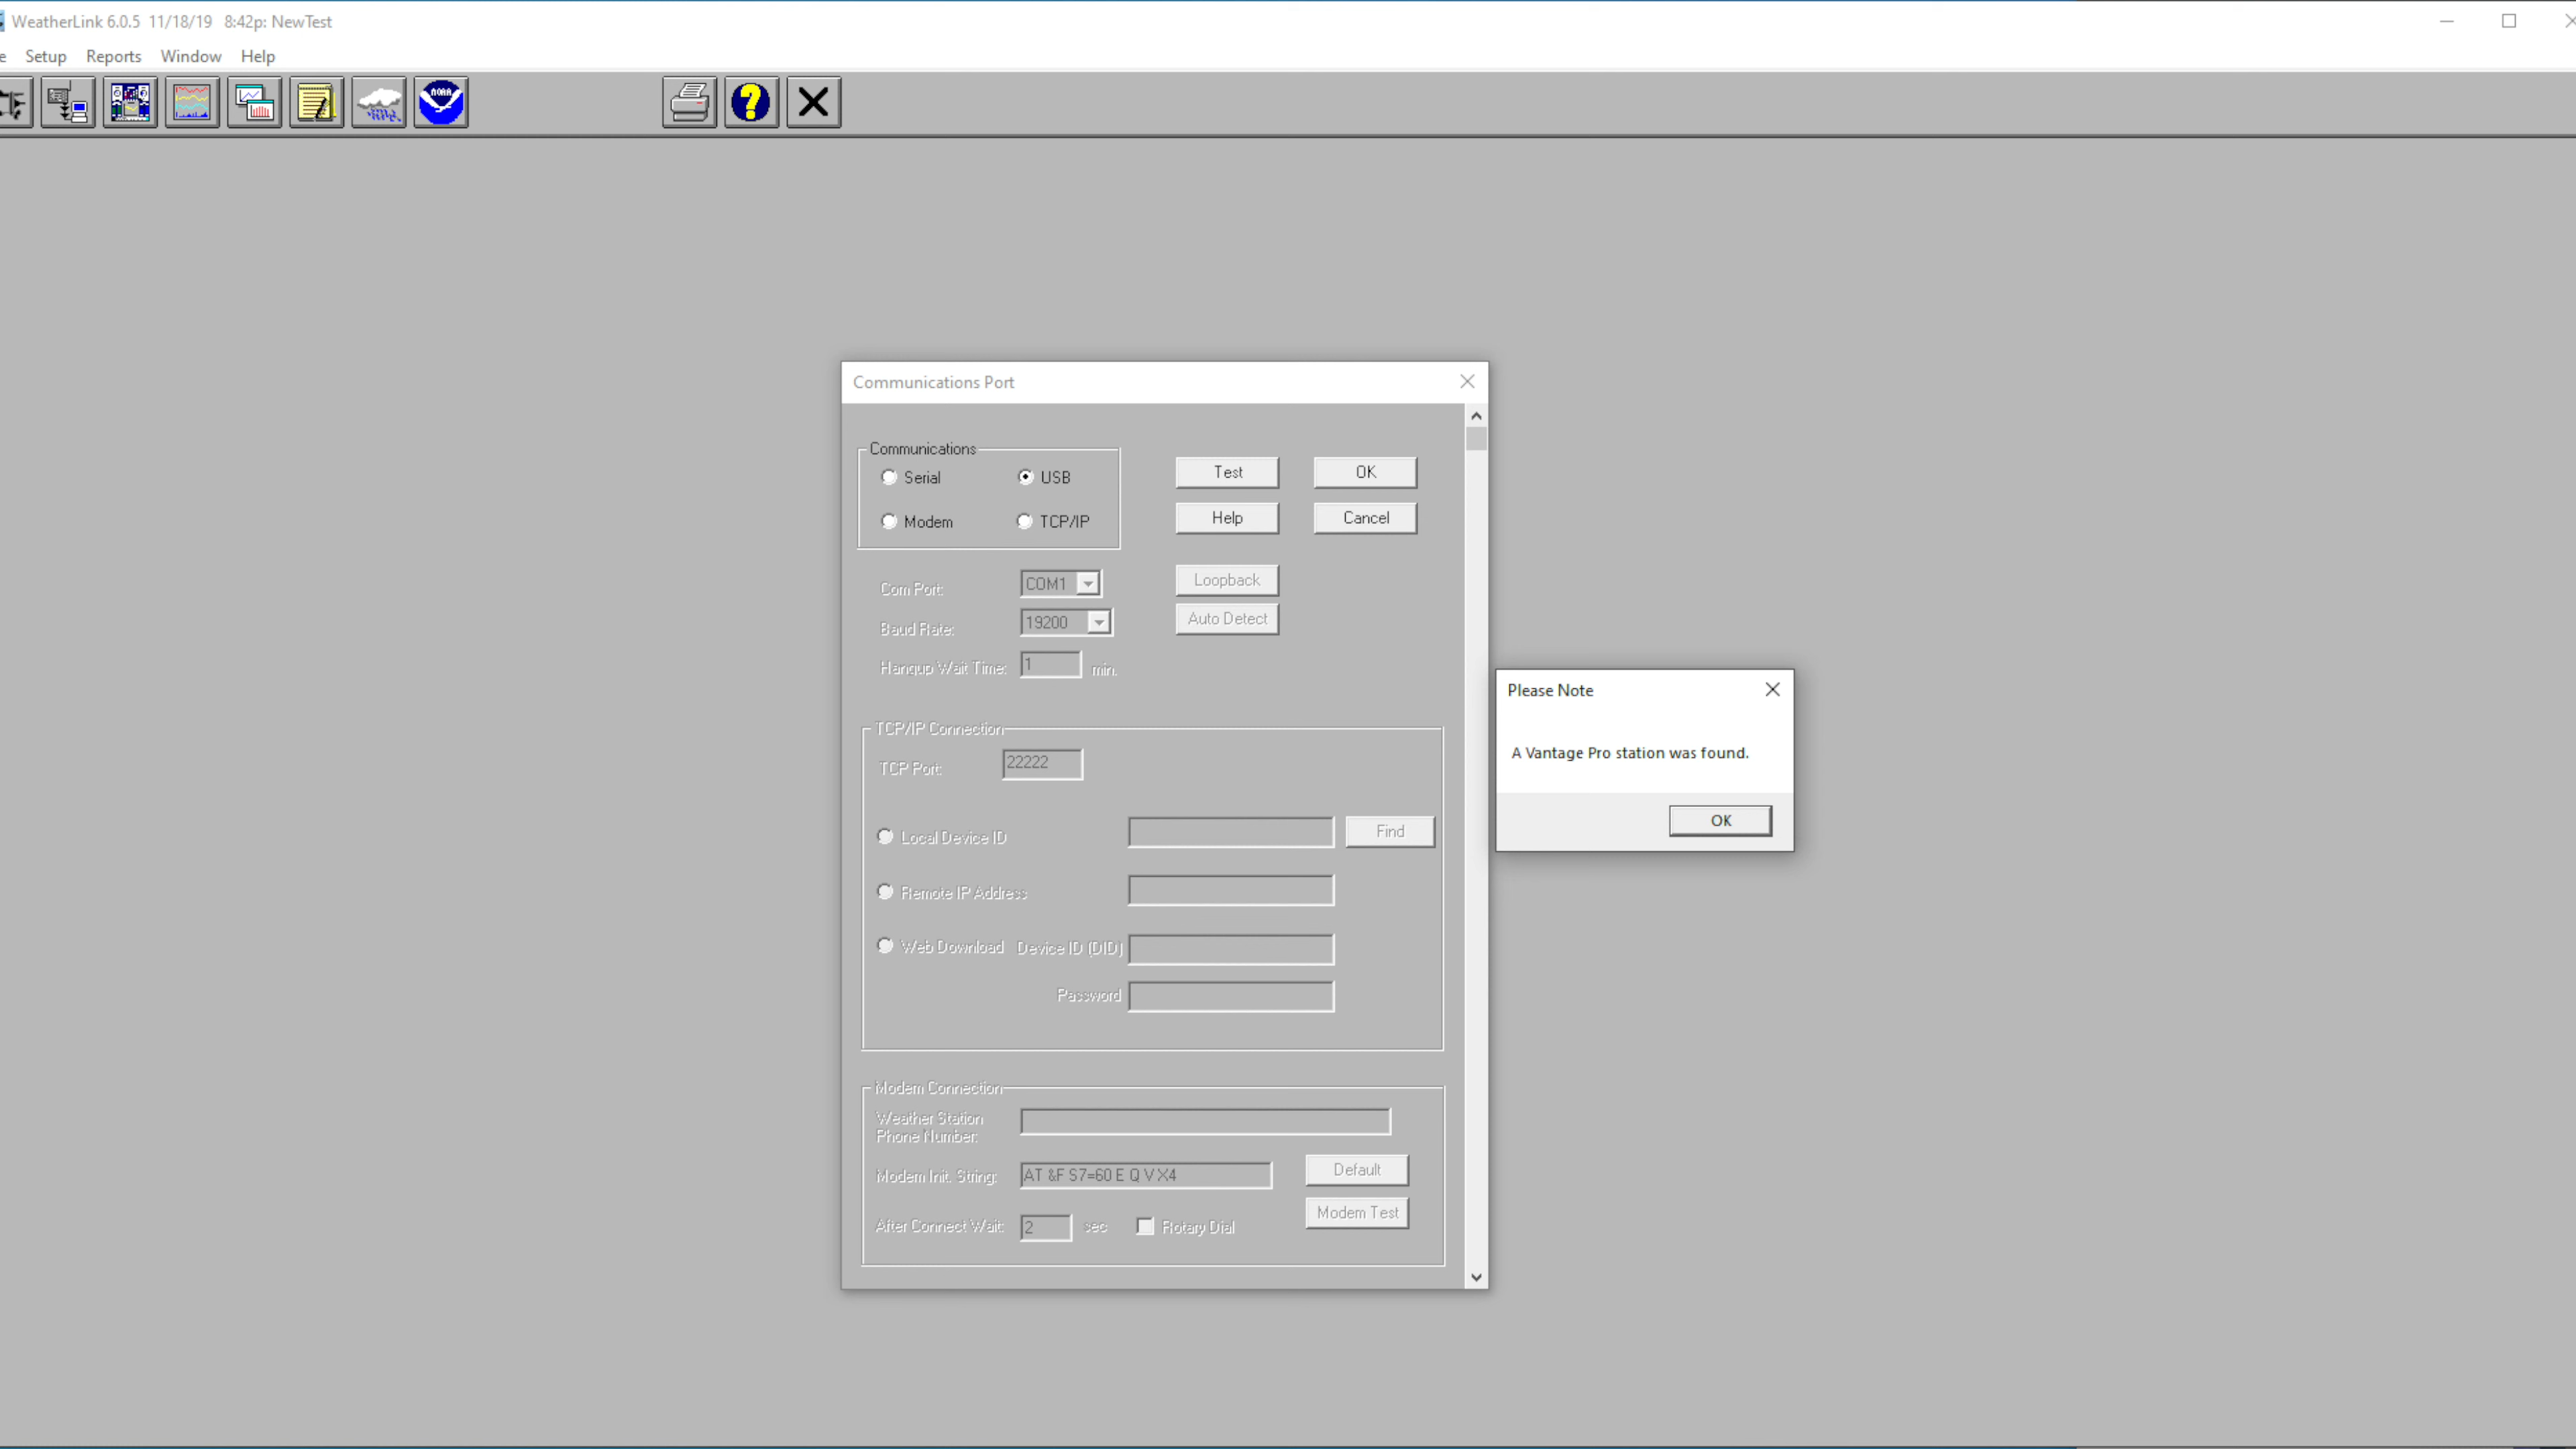 WeatherLink 6.0.5 11/18/19 8:42p: NewTest
e Setup Reports Window Help
NOAA
Communications Port
Communications
Serial USB
Modem TCP/IP
Test OK
Help Cancel
Com Port: COM1
Loopback
Baud Rate: 19200
Auto Detect
Hangup Wait Time: 1 min.
Please Note
A Vantage Pro station was found.
OK
TCP/IP Connection
TCP Port: 22222
Local Device ID Find
Remote IP Address
Web Download Device ID (DID)
Password
Modem Connection
Weather Station
Phone Number:
Modem Init. String: AT &F S7=60 E Q V X4 Default
Modem Test
After Connect Wait: 2 sec Rotary Dial